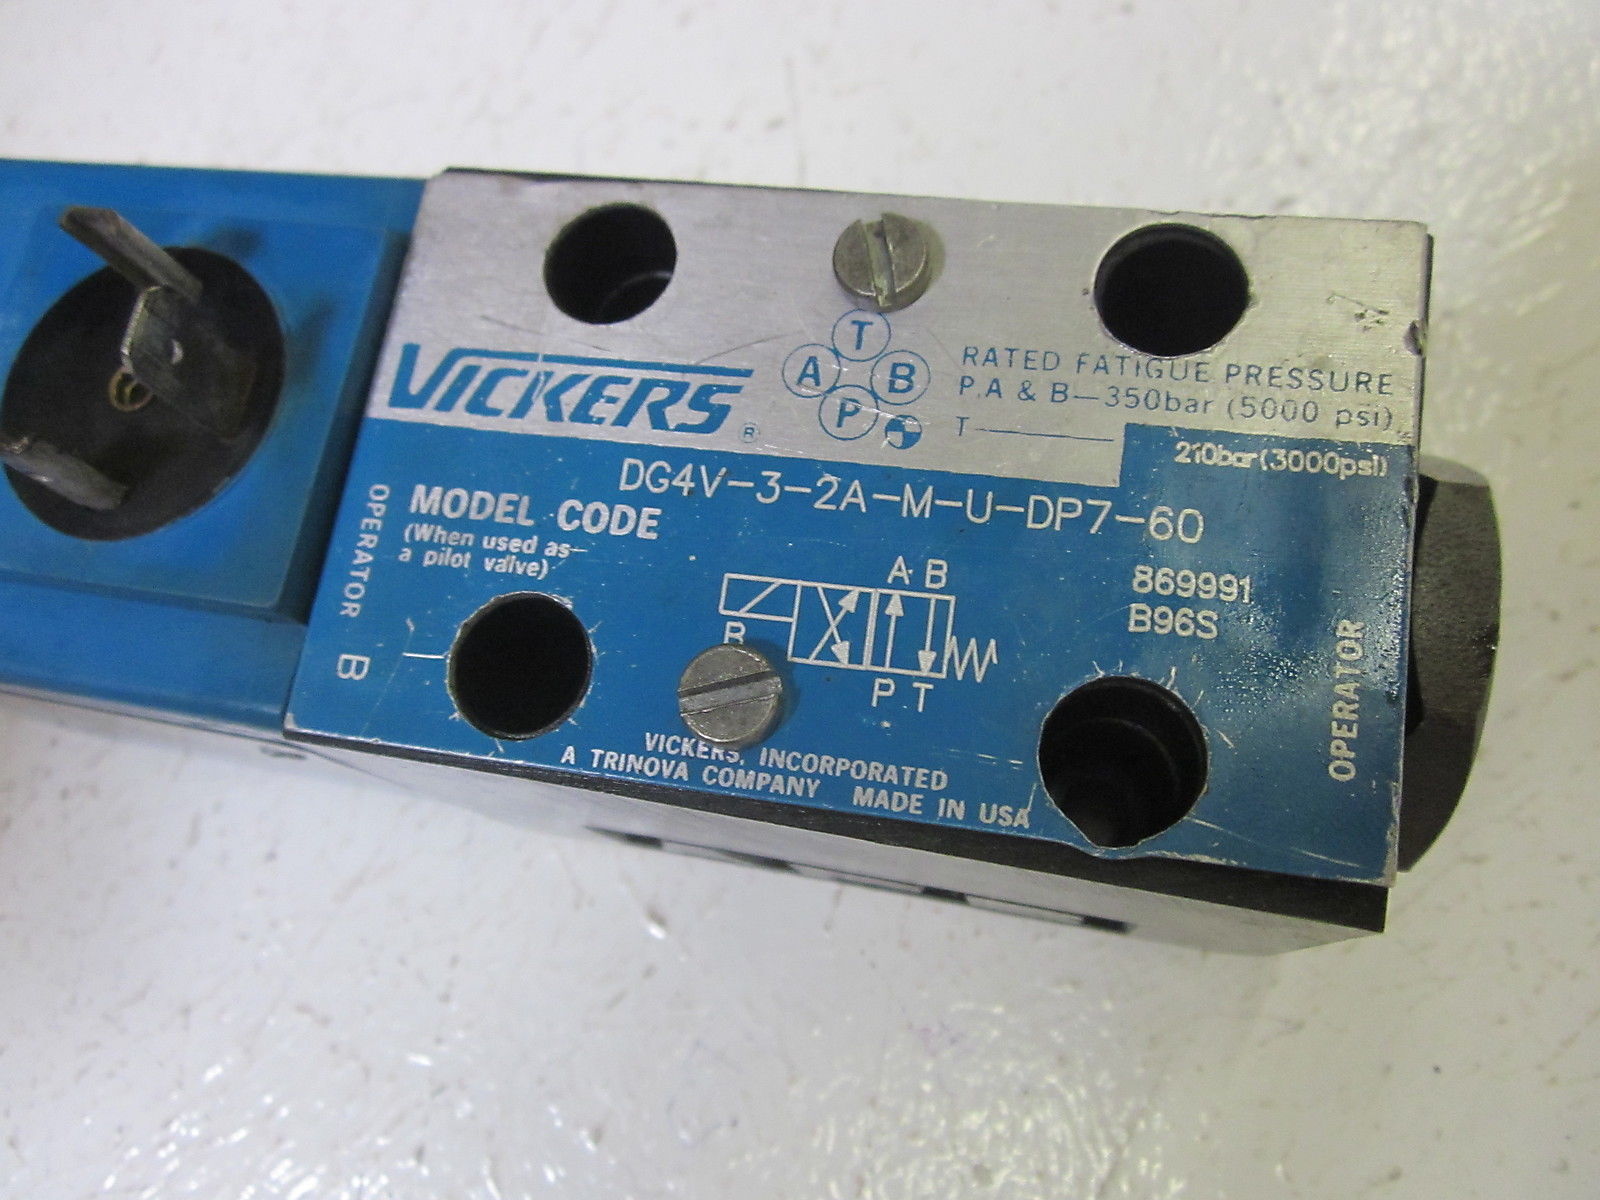 VICKERS®
T
A B
P
RATED FATIGUE PRESSURE
P.A & B—350bar (5000 psi)
T
210bar(3000psi)
DG4V-3-2A-M-U-DP7-60
MODEL CODE
(When used as
a pilot valve)
OPERATOR B
A B
B
P T
869991
B96S
OPERATOR
VICKERS, INCORPORATED
A TRINOVA COMPANY MADE IN USA